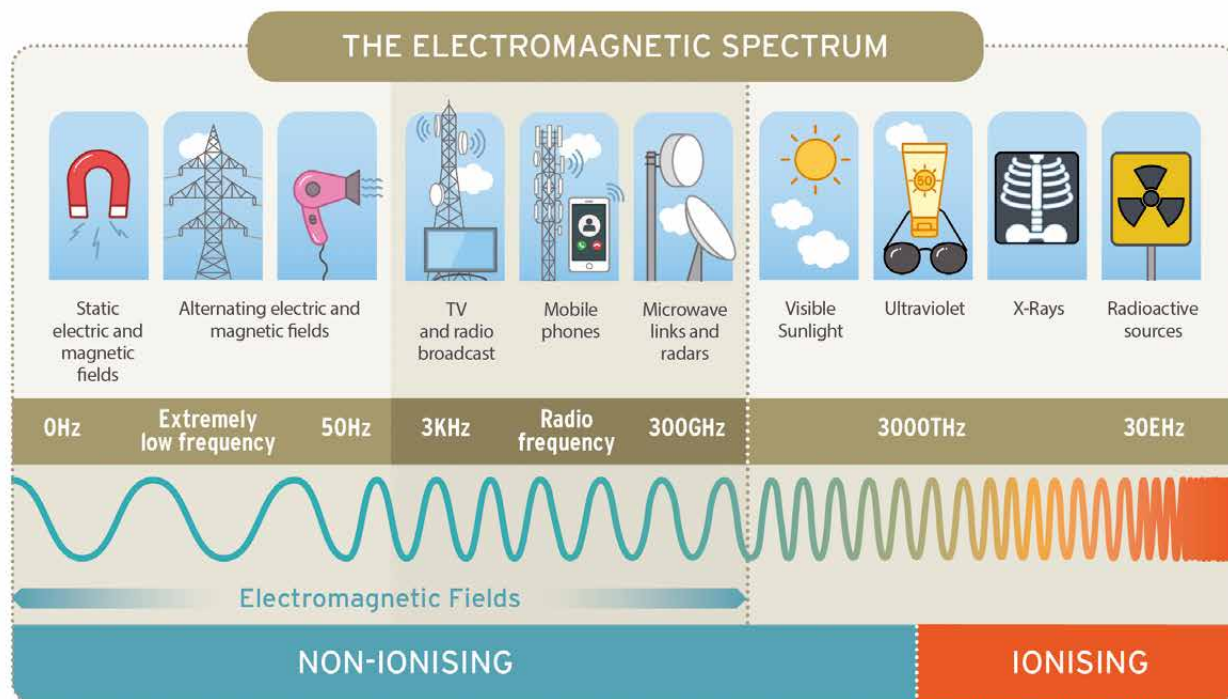 THE ELECTROMAGNETIC SPECTRUM
50
Static
electric and
magnetic
fields
Alternating electric and
magnetic fields
TV
and radio
broadcast
Mobile
phones
Microwave
links and
radars
Visible
Sunlight
Ultraviolet
X-Rays
Radioactive
sources
0Hz
Extremely
low frequency
50Hz
3KHz
Radio
frequency
300GHz
3000THz
30EHz
Electromagnetic Fields
NON-IONISING
IONISING